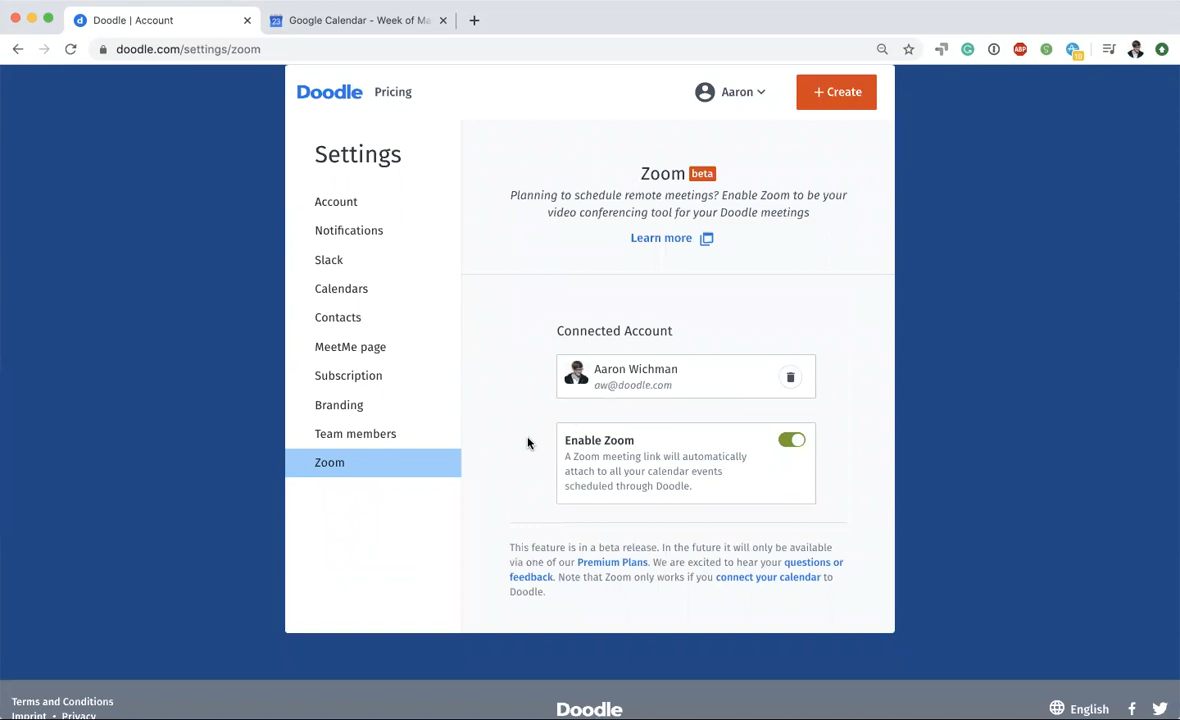 Doodle | Account
Google Calendar - Week of Ma
doodle.com/settings/zoom
ABP
Doodle
Pricing
Aaron
+ Create
Settings
Account
Notifications
Slack
Calendars
Contacts
MeetMe page
Subscription
Branding
Team members
Zoom
Zoom beta
Planning to schedule remote meetings? Enable Zoom to be your
video conferencing tool for your Doodle meetings
Learn more
Connected Account
Aaron Wichman
aw@doodle.com
Enable Zoom
A Zoom meeting link will automatically
attach to all your calendar events
scheduled through Doodle.
This feature is in a beta release. In the future it will only be available
via one of our Premium Plans. We are excited to hear your questions or
feedback. Note that Zoom only works if you connect your calendar to
Doodle.
Terms and Conditions
Imprint • Privacy
Doodle
English